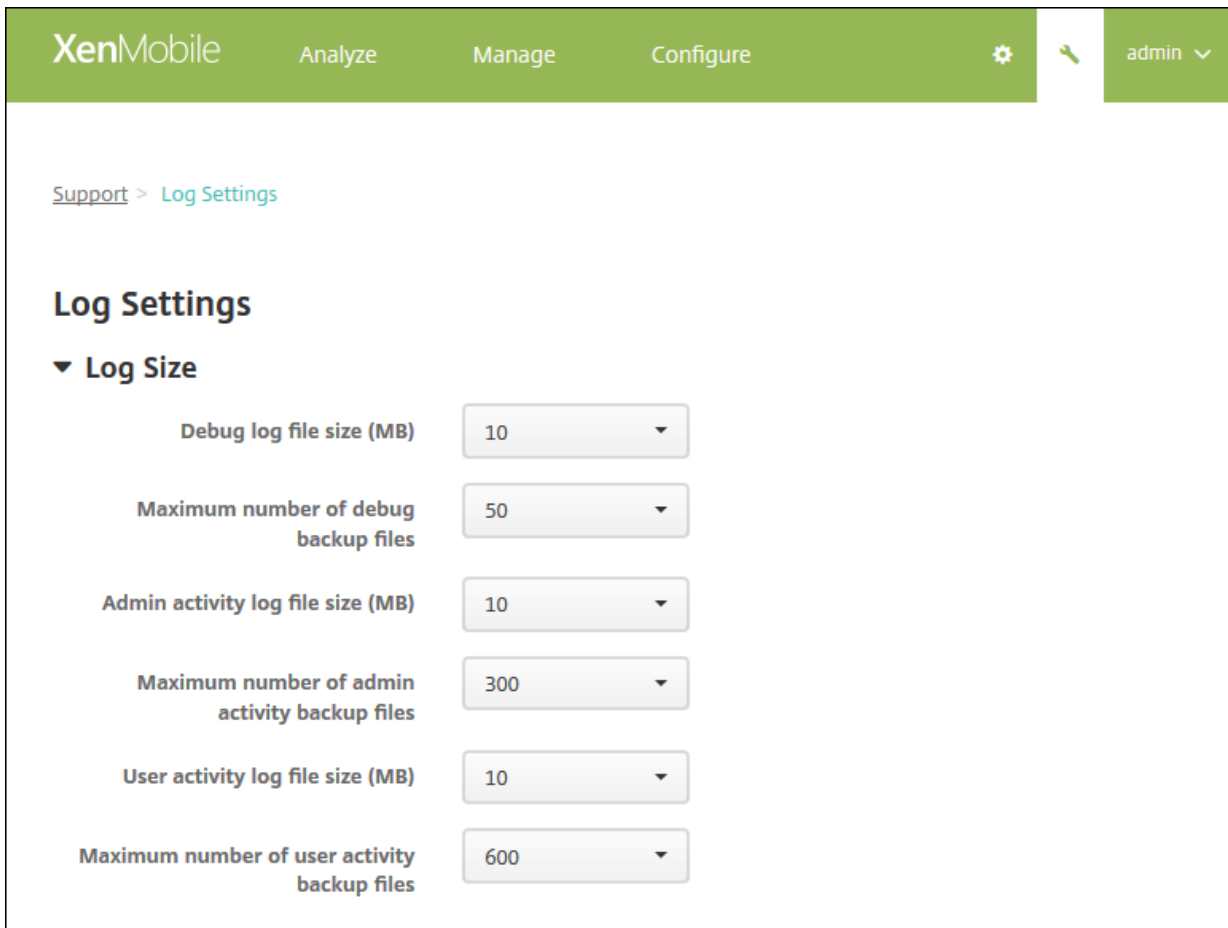 XenMobile Analyze Manage Configure admin
Support > Log Settings
Log Settings
Log Size
Debug log file size (MB) 10
Maximum number of debug 50
backup files
Admin activity log file size (MB) 10
Maximum number of admin 300
activity backup files
User activity log file size (MB) 10
Maximum number of user activity 600
backup files